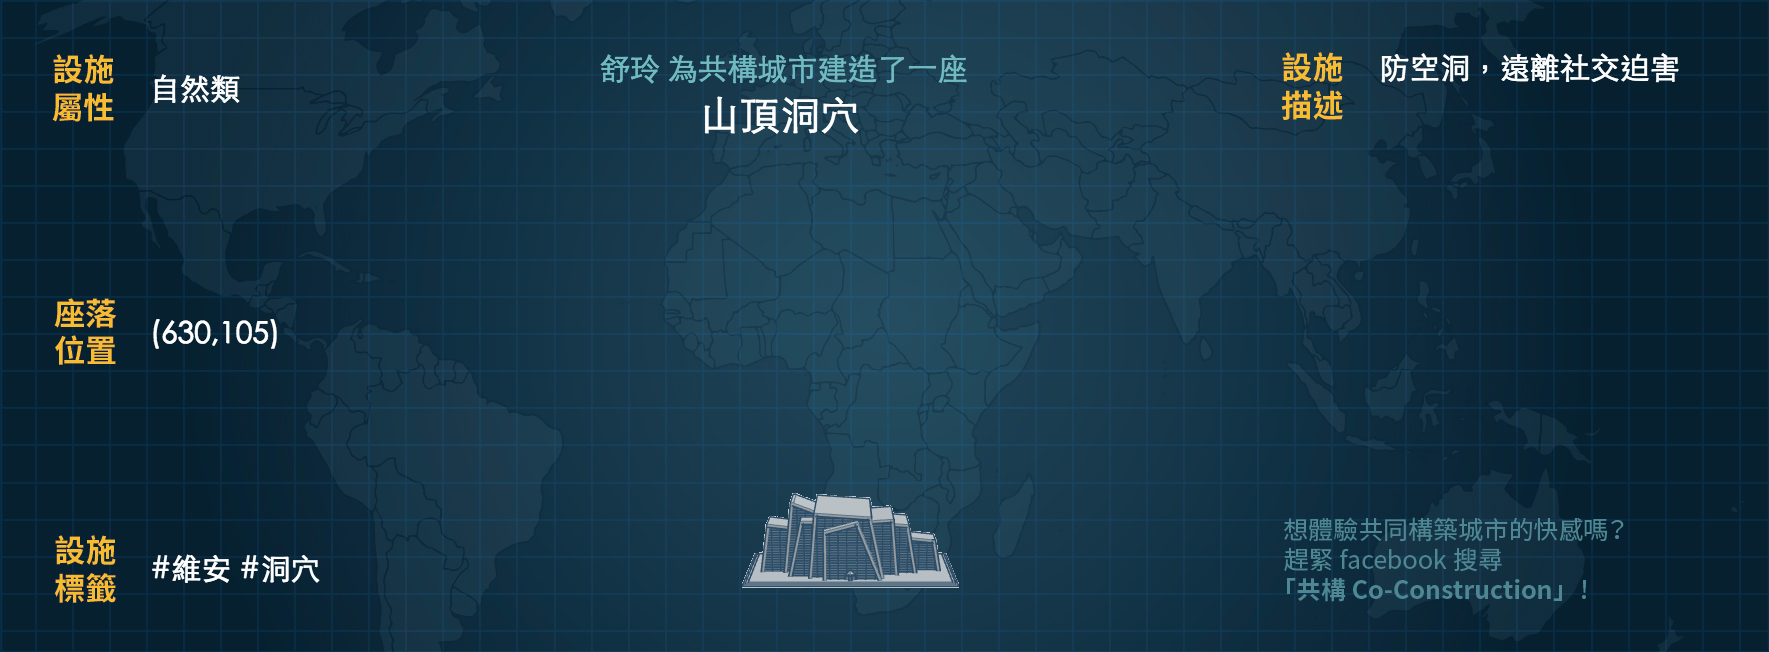 設施
屬性
自然類
舒玲 為共構城市建造了一座
山頂洞穴
設施
描述
防空洞，遠離社交迫害
座落
位置
(630,105)
設施
標籤
#維安 #洞穴
想體驗共同構築城市的快感嗎？
趕緊 facebook 搜尋
「共構 Co-Construction」！